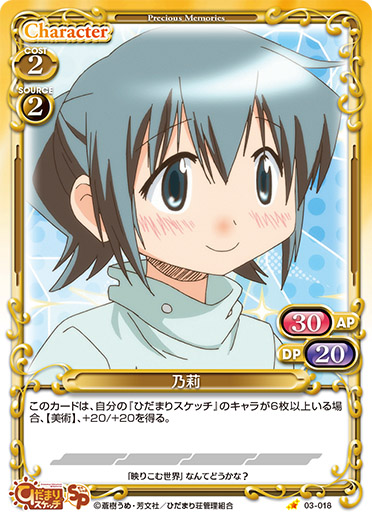 Precious Memories
Character
COST
2
SOURCE
2
30 AP
DP 20
乃莉
このカードは、自分の『ひだまりスケッチ』のキャラが6枚以上いる場
合、【美術】、+20/+20を得る。
「映りこむ世界」なんてどうかな?
ひだまりスケッチSP
©蒼樹うめ・芳文社/ひだまり荘管理組合
03-018